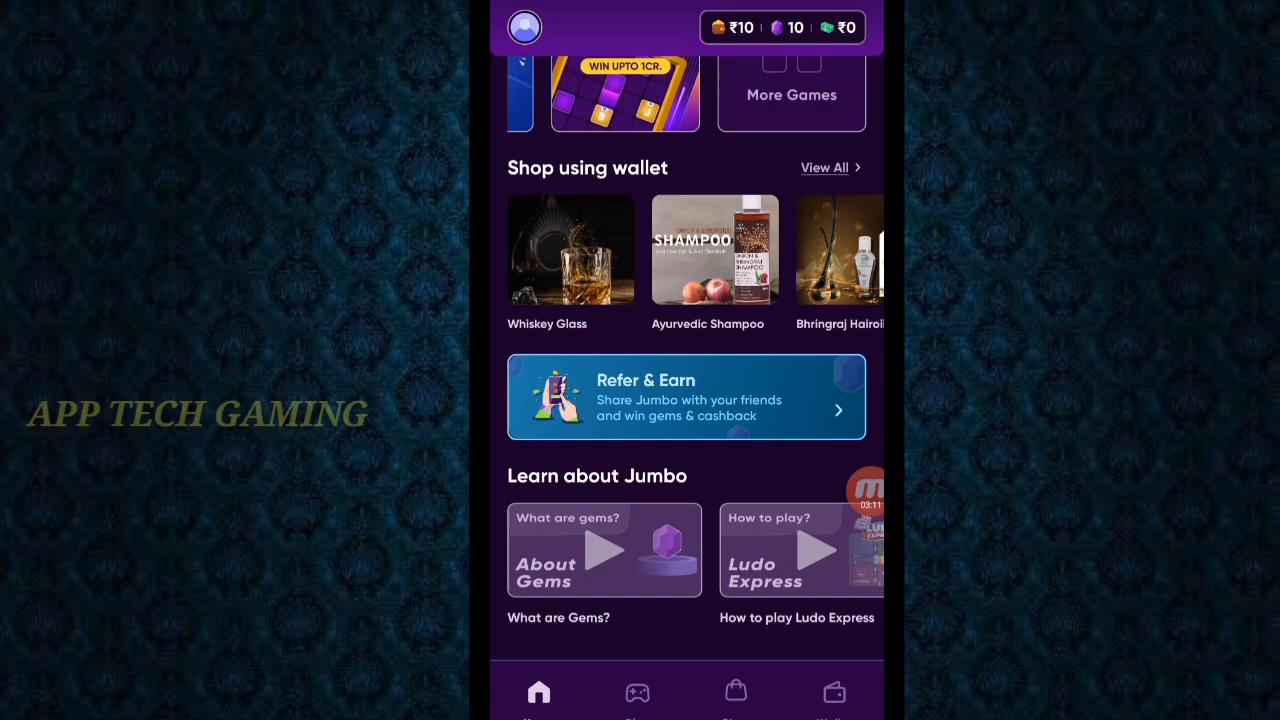 ₹10
10
₹0
WIN UPTO 1CR.
More Games
Shop using wallet
View All
SHAMPOO
Whiskey Glass
Ayurvedic Shampoo
Bhringraj Hairoil
APP TECH GAMING
Refer & Earn
Share Jumbo with your friends
and win gems & cashback
Learn about Jumbo
03:11
What are gems?
About
Gems
How to play?
Ludo
Express
What are Gems?
How to play Ludo Express